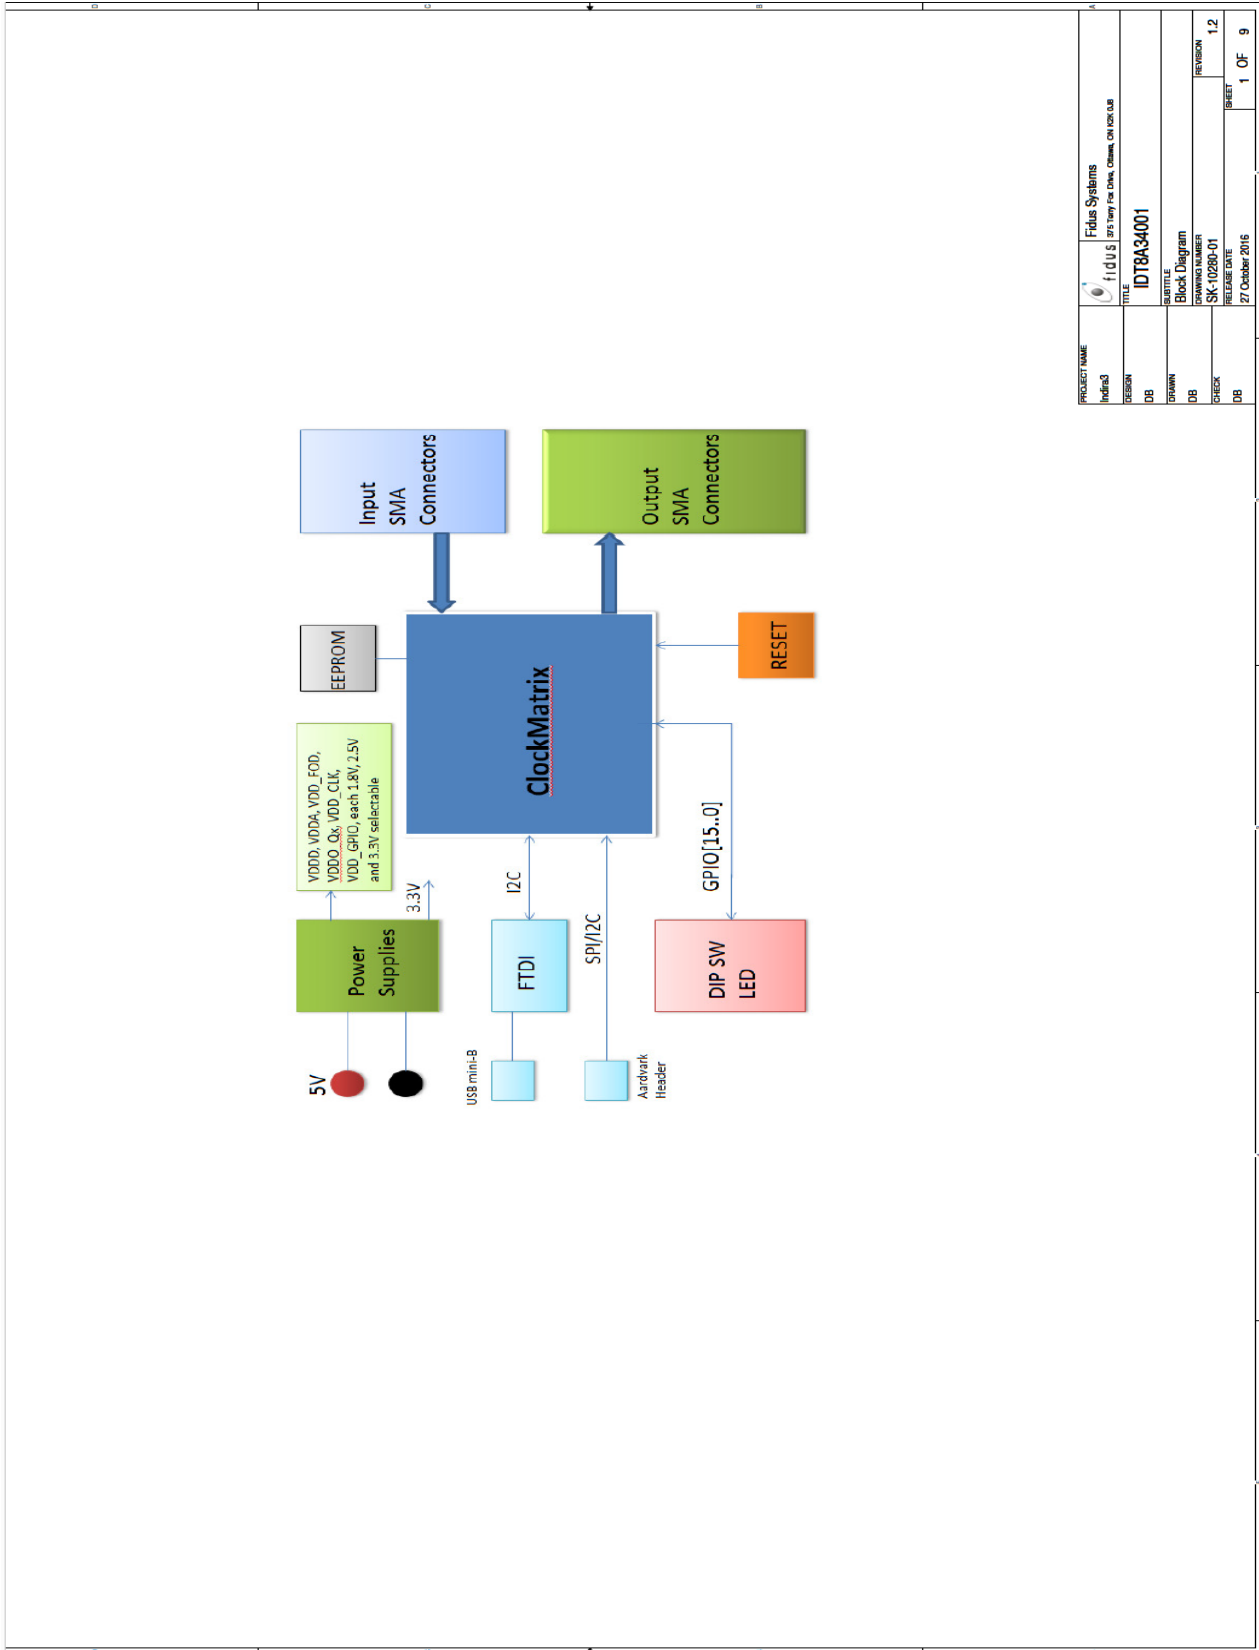 D
C
B
A
5V
Power
Supplies
VDDD, VDDA, VDD_FOD,
VDDO_Qx, VDD_CLK,
VDD_GPIO, each 1.8V, 2.5V
and 3.3V selectable
3.3V
EEPROM
Input
SMA
Connectors
USB mini-B
FTDI
I2C
ClockMatrix
Aardvark
Header
SPI/I2C
Output
SMA
Connectors
DIP SW
LED
GPIO[15..0]
RESET
PROJECT NAME
Indira3
DESIGN
DB
DRAWN
DB
CHECK
DB
fidus
Fidus Systems
375 Terry Fox Drive, Ottawa, ON K2K 0J8
TITLE
IDT8A34001
SUBTITLE
Block Diagram
DRAWING NUMBER
SK-10280-01
REVISION
1.2
RELEASE DATE
27 October 2016
SHEET
1 OF 9